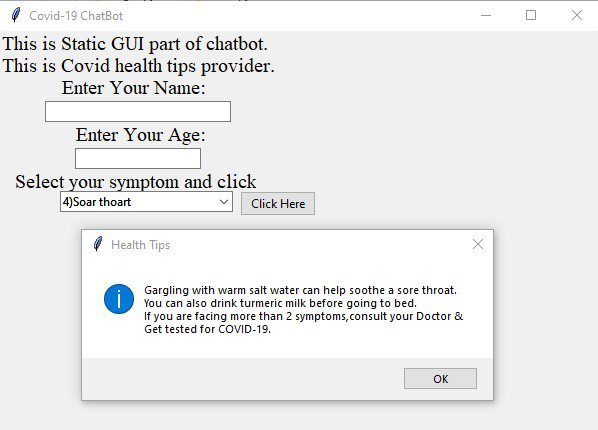 Covid-19 ChatBot
This is Static GUI part of chatbot.
This is Covid health tips provider.
Enter Your Name:
Enter Your Age:
Select your symptom and click
4)Soar thoart
Click Here
Health Tips
Gargling with warm salt water can help soothe a sore throat.
You can also drink turmeric milk before going to bed.
If you are facing more than 2 symptoms,consult your Doctor &
Get tested for COVID-19.
OK